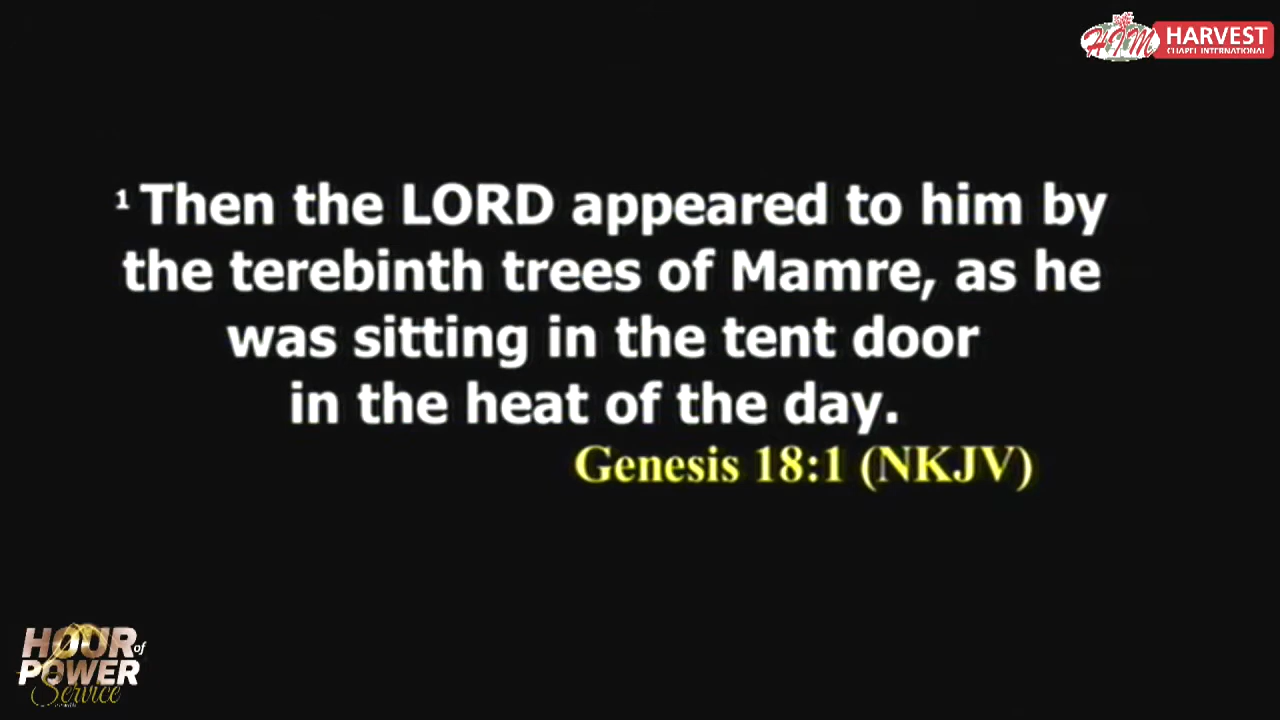 HIM HARVEST
CHAPEL INTERNATIONAL
1 Then the LORD appeared to him by
the terebinth trees of Mamre, as he
was sitting in the tent door
in the heat of the day.
Genesis 18:1 (NKJV)
HOUR of
POWER
Service